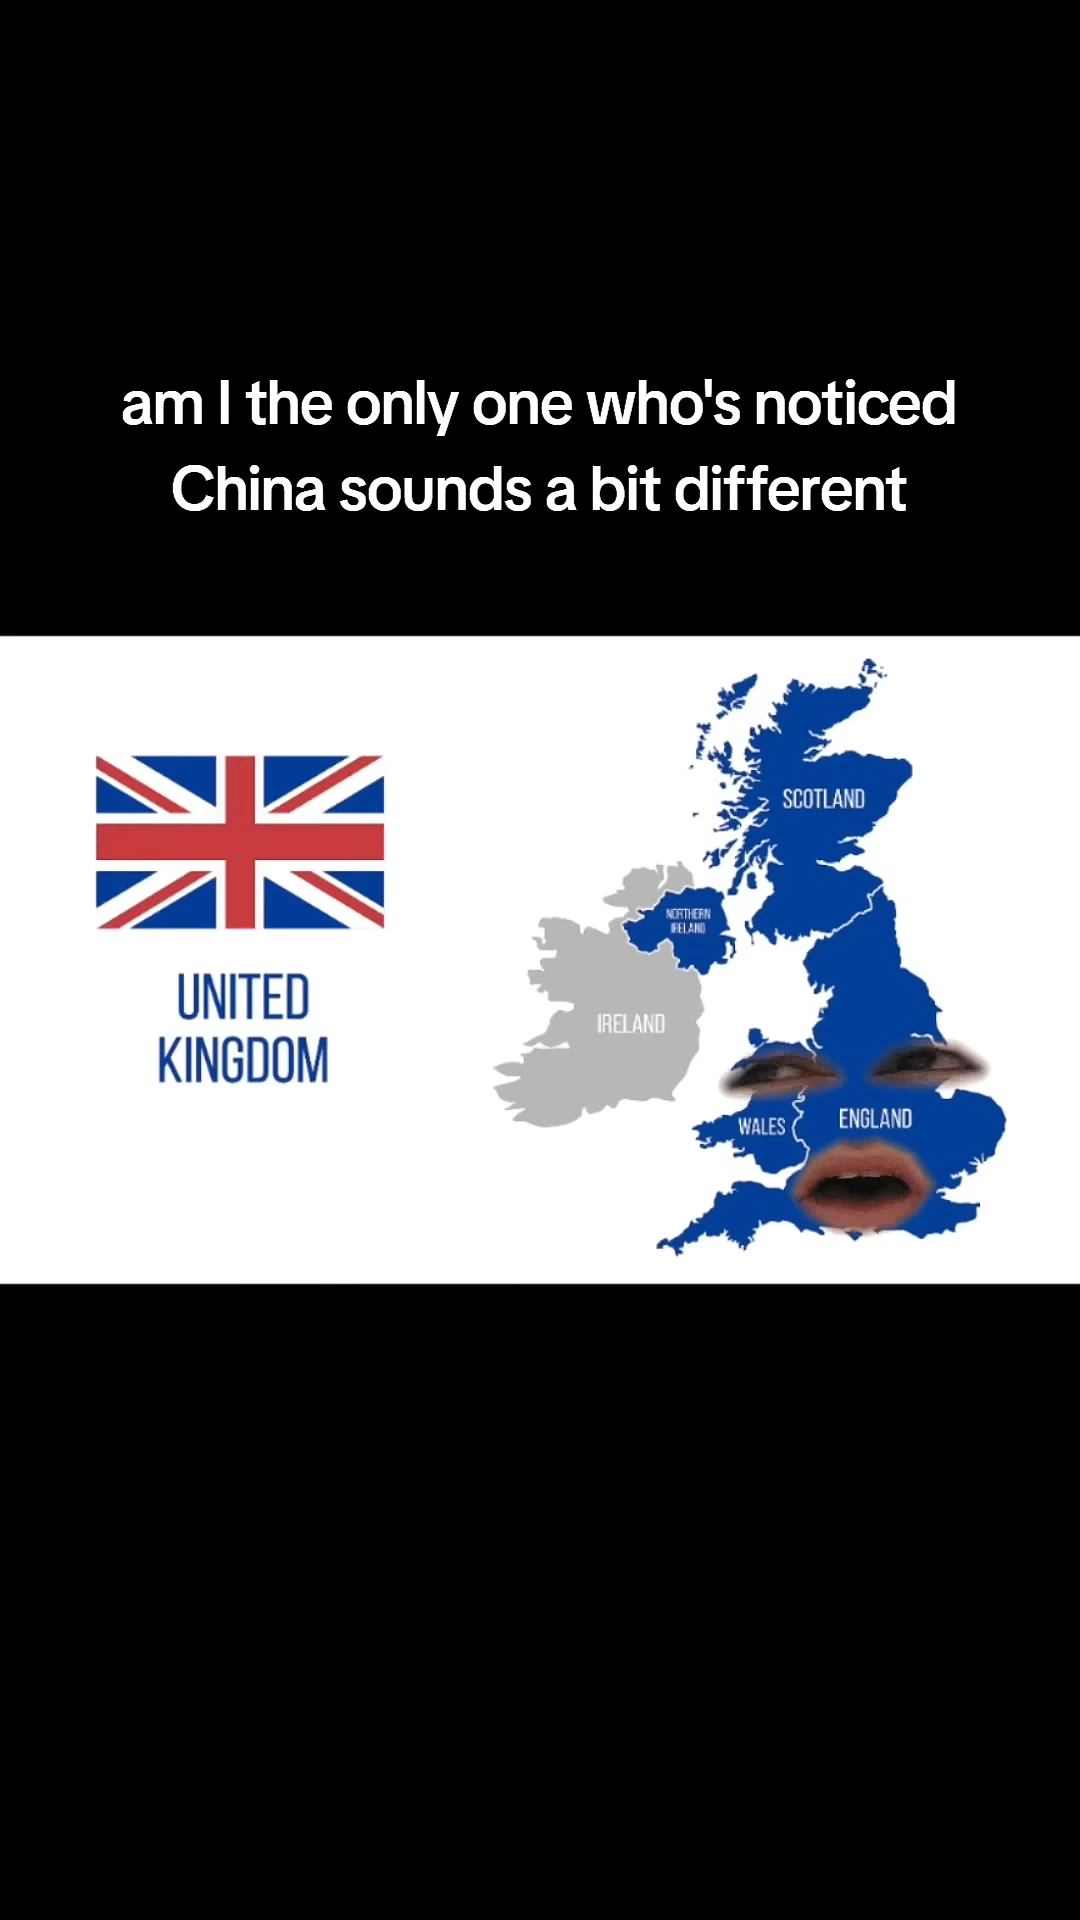 am I the only one who's noticed
China sounds a bit different
UNITED
KINGDOM
SCOTLAND
NORTHERN
IRELAND
IRELAND
WALES
ENGLAND